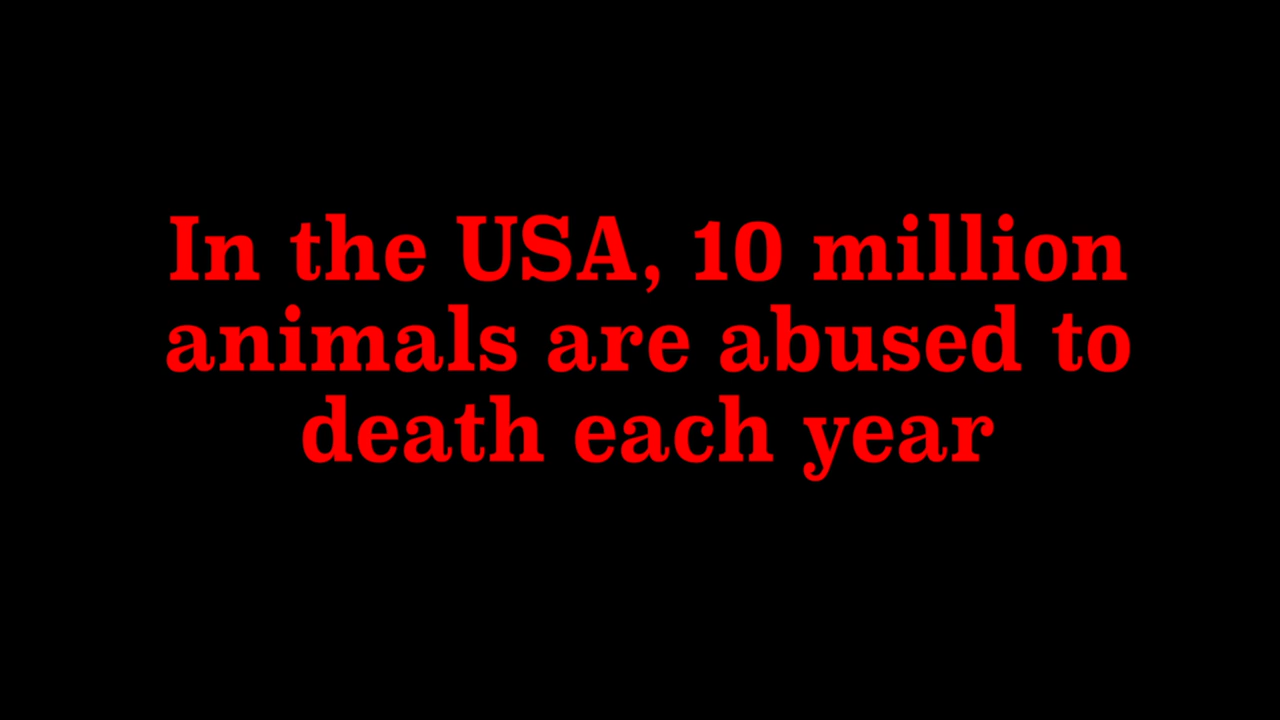 In the USA, 10 million
animals are abused to
death each year